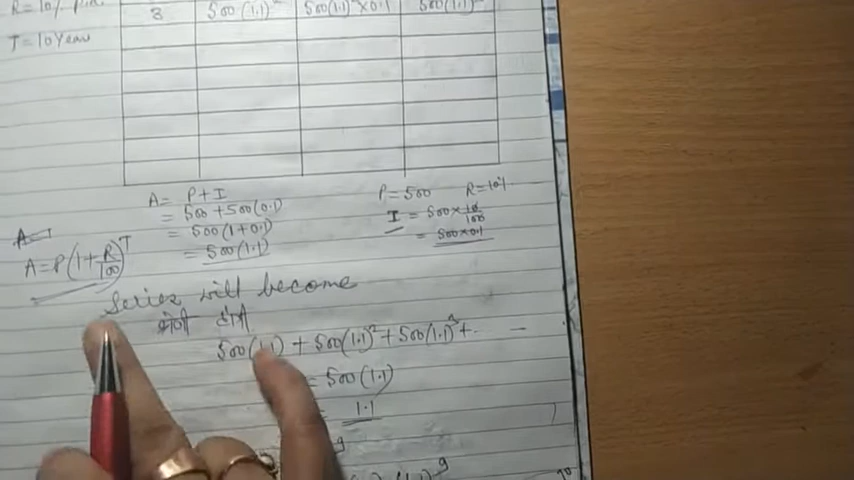 R = 10% p.a.
3 500(1.1)² 500(1.1)²×0.1 500(1.1)³
T = 10 Years
A = P + I
= 500 + 500(0.1)
= 500(1+0.1)
= 500(1.1)
P = 500 R = 10%
I = 500 × 10/100
= 500×0.1
A = P(1 + R/100)^T
Series will become
श्रेणी होगी
500(1.1) + 500(1.1)² + 500(1.1)³ + ...
= 500(1.1)
1.1
9